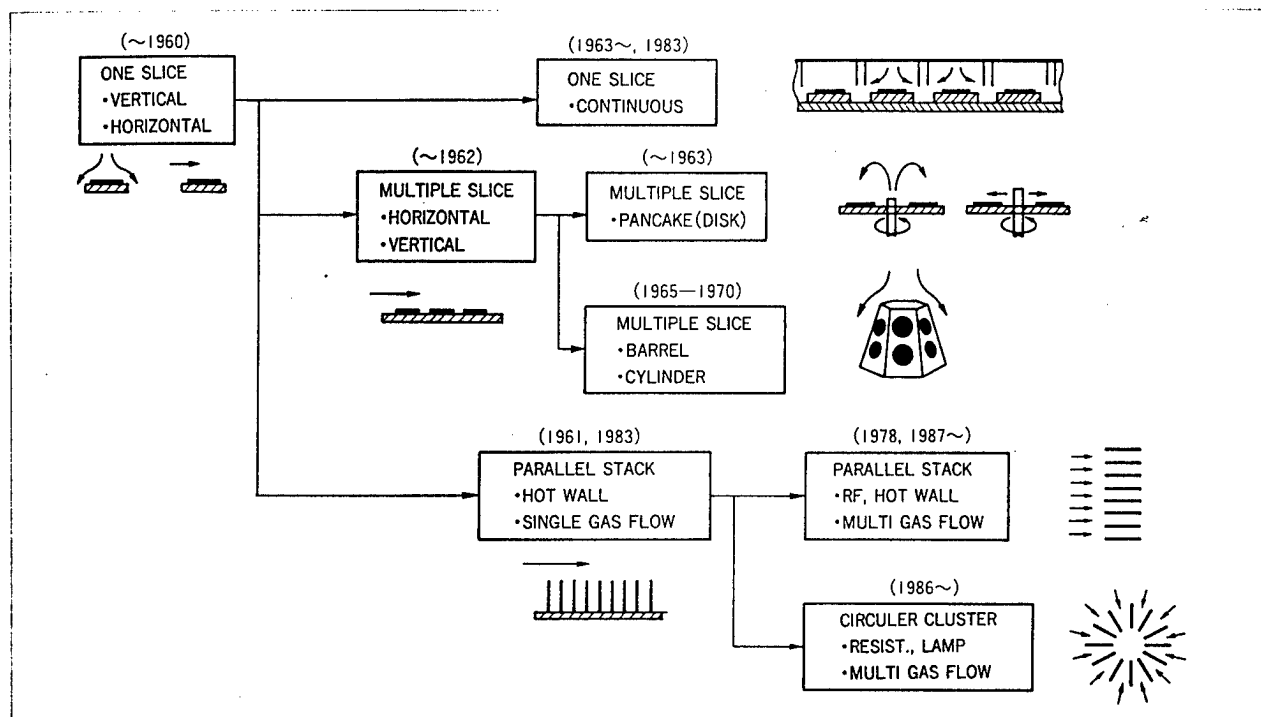 (~1960)
ONE SLICE
•VERTICAL
•HORIZONTAL
(1963~, 1983)
ONE SLICE
•CONTINUOUS
(~1962)
MULTIPLE SLICE
•HORIZONTAL
•VERTICAL
(~1963)
MULTIPLE SLICE
•PANCAKE(DISK)
(1965—1970)
MULTIPLE SLICE
•BARREL
•CYLINDER
(1961, 1983)
PARALLEL STACK
•HOT WALL
•SINGLE GAS FLOW
(1978, 1987~)
PARALLEL STACK
•RF, HOT WALL
•MULTI GAS FLOW
(1986~)
CIRCULER CLUSTER
•RESIST., LAMP
•MULTI GAS FLOW